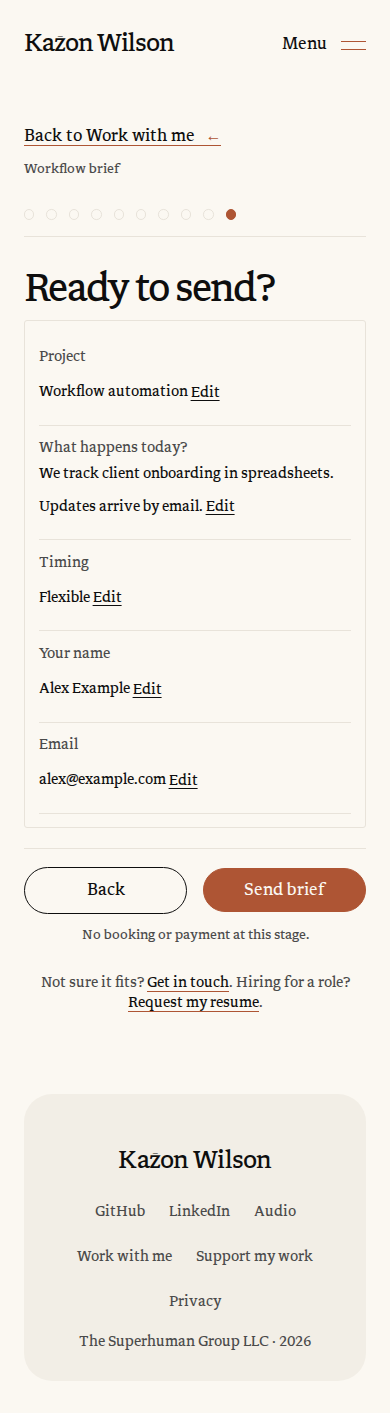 Kažon Wilson
Menu
Back to Work with me ←
Workflow brief
Ready to send?
Project
Workflow automation Edit
What happens today?
We track client onboarding in spreadsheets.
Updates arrive by email. Edit
Timing
Flexible Edit
Your name
Alex Example Edit
Email
alex@example.com Edit
Back
Send brief
No booking or payment at this stage.
Not sure it fits? Get in touch. Hiring for a role?
Request my resume.
Kažon Wilson
GitHub LinkedIn Audio
Work with me Support my work
Privacy
The Superhuman Group LLC · 2026